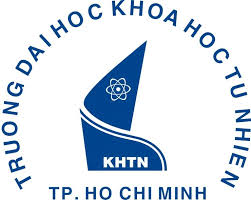 TRUONG DAI HOC KHOA HOC TU NHIEN
KHTN
TP. HO CHI MINH